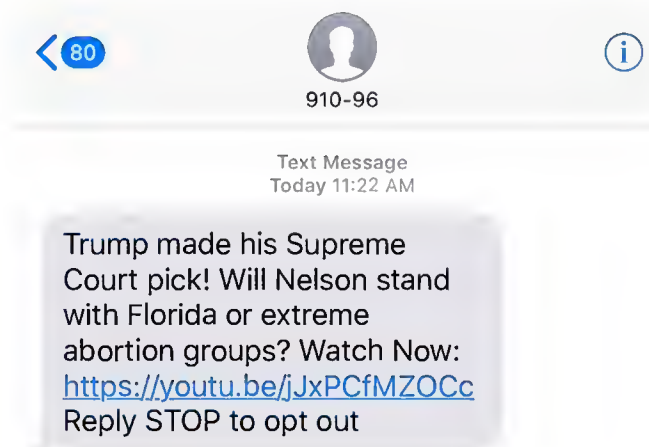 80
910-96
Text Message
Today 11:22 AM
Trump made his Supreme
Court pick! Will Nelson stand
with Florida or extreme
abortion groups? Watch Now:
https://youtu.be/jJxPCfMZOCc
Reply STOP to opt out